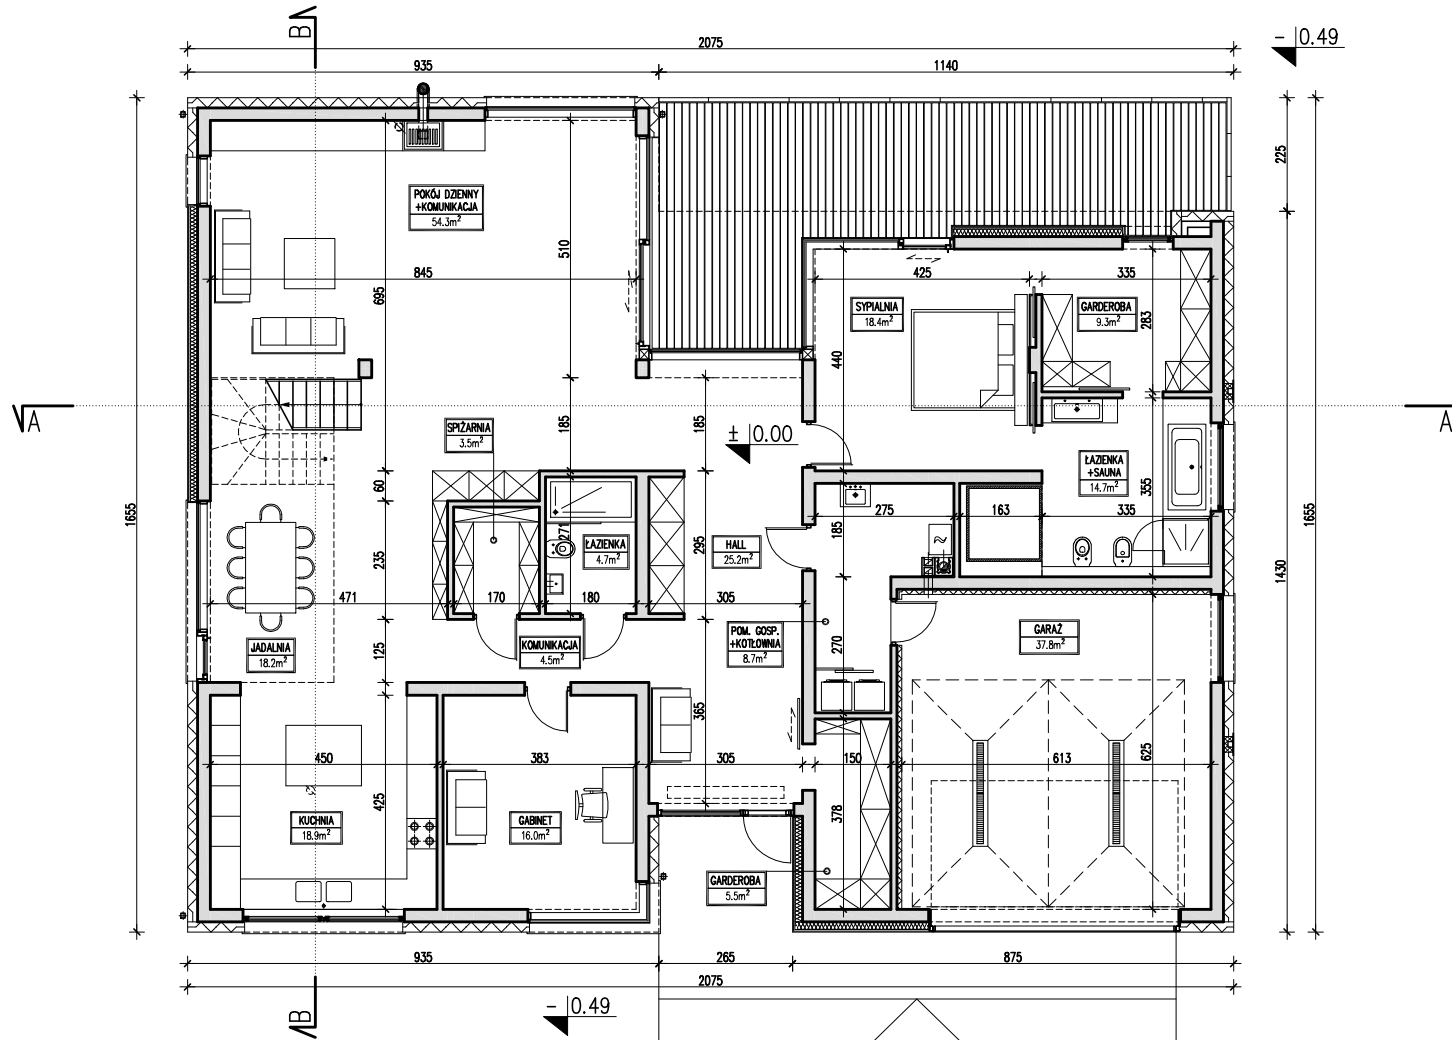 B
2075
- 0.49
935
1140
225
POKÓJ DZIENNY
+KOMUNIKACJA
54.3m²
510
845
695
425
335
SYPIALNIA
18.4m²
GARDEROBA
9.3m²
283
440
A
A
SPIŻARNIA
3.5m²
185
185
± 0.00
ŁAZIENKA
+SAUNA
14.7m²
355
60
1655
1655
1430
271
275
163
335
185
ŁAZIENKA
4.7m²
295
HALL
25.2m²
235
471
170
180
305
JADALNIA
18.2m²
KOMUNIKACJA
4.5m²
POM. GOSP.
+KOTŁOWNIA
8.7m²
GARAŻ
37.8m²
125
270
365
450
383
305
150
613
625
425
KUCHNIA
18.9m²
GABINET
16.0m²
378
GARDEROBA
5.5m²
935
265
875
2075
B
- 0.49